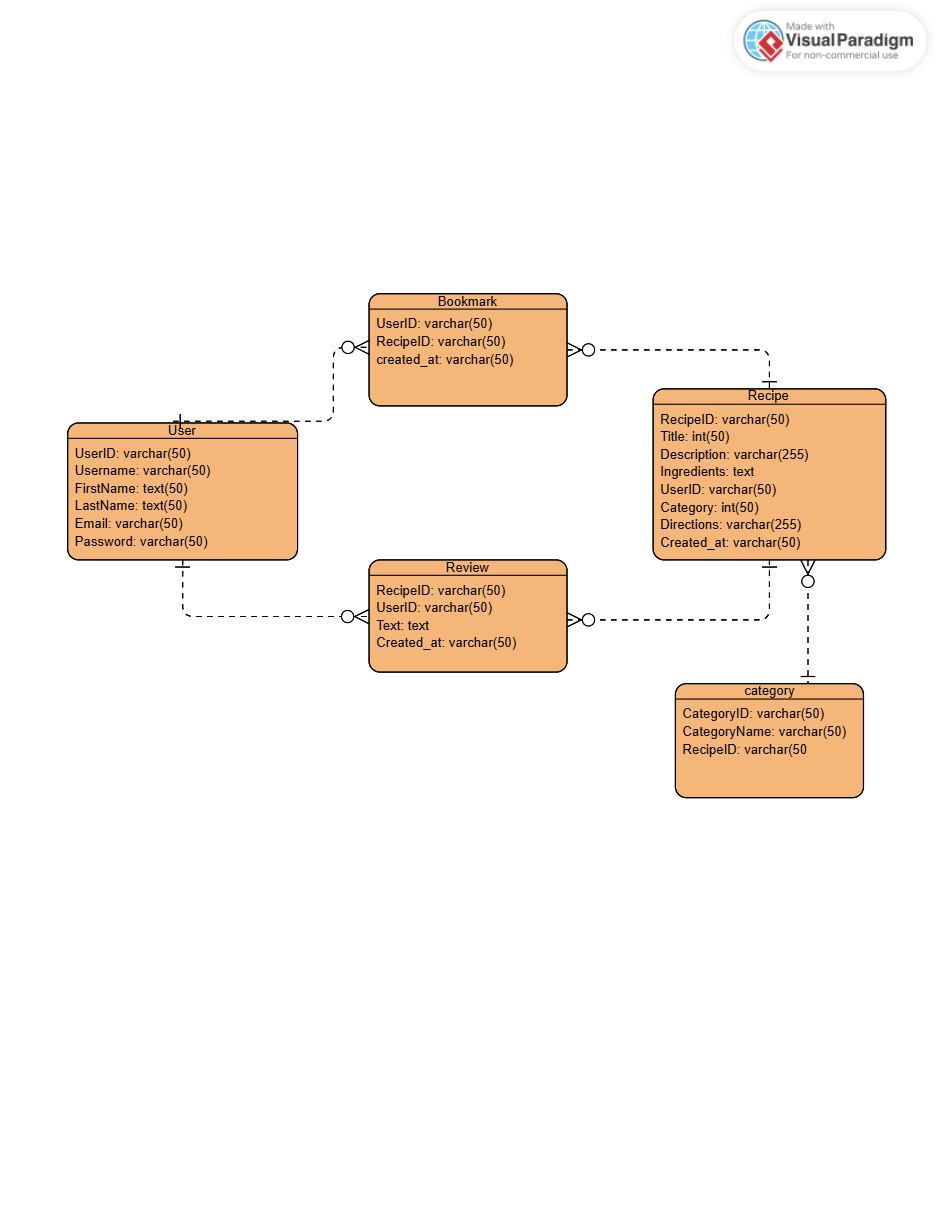 Made with
Visual Paradigm
For non-commercial use
Bookmark
UserID: varchar(50)
RecipeID: varchar(50)
created_at: varchar(50)
User
UserID: varchar(50)
Username: varchar(50)
FirstName: text(50)
LastName: text(50)
Email: varchar(50)
Password: varchar(50)
Recipe
RecipeID: varchar(50)
Title: int(50)
Description: varchar(255)
Ingredients: text
UserID: varchar(50)
Category: int(50)
Directions: varchar(255)
Created_at: varchar(50)
Review
RecipeID: varchar(50)
UserID: varchar(50)
Text: text
Created_at: varchar(50)
category
CategoryID: varchar(50)
CategoryName: varchar(50)
RecipeID: varchar(50